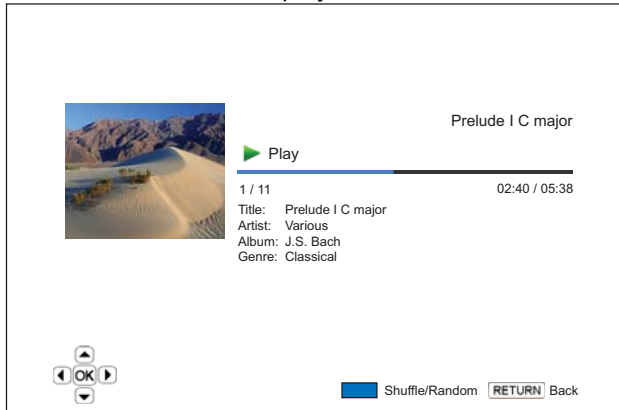 Prelude I C major
Play
1 / 11 02:40 / 05:38
Title: Prelude I C major
Artist: Various
Album: J.S. Bach
Genre: Classical
OK
Shuffle/Random RETURN Back